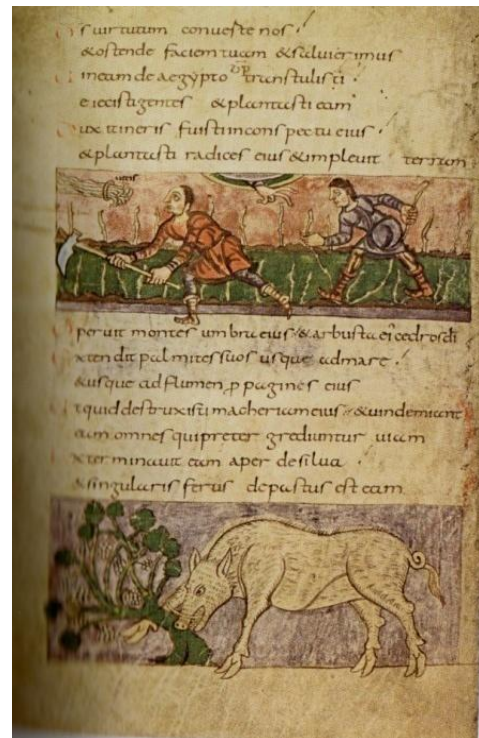 s uirtutum conuerte nos
& ostende faciem tuam & salui erimus
ineam de aegypto transtulisti
eiecisti gentes & plantasti eam
ux itineris fuisti in conspectu eius
& plantasti radices eius & impleuit terram
peruit montes umbra eius & arbusta ei cedros di
xtendit palmites suos usque ad mare
& usque ad flumen ppagines eius
tquid destruxisti maceriam eius & uindemiant
eam omnes qui preter grediuntur uiam
xterminauit eam aper de silua
& singularis ferus depastus est eam